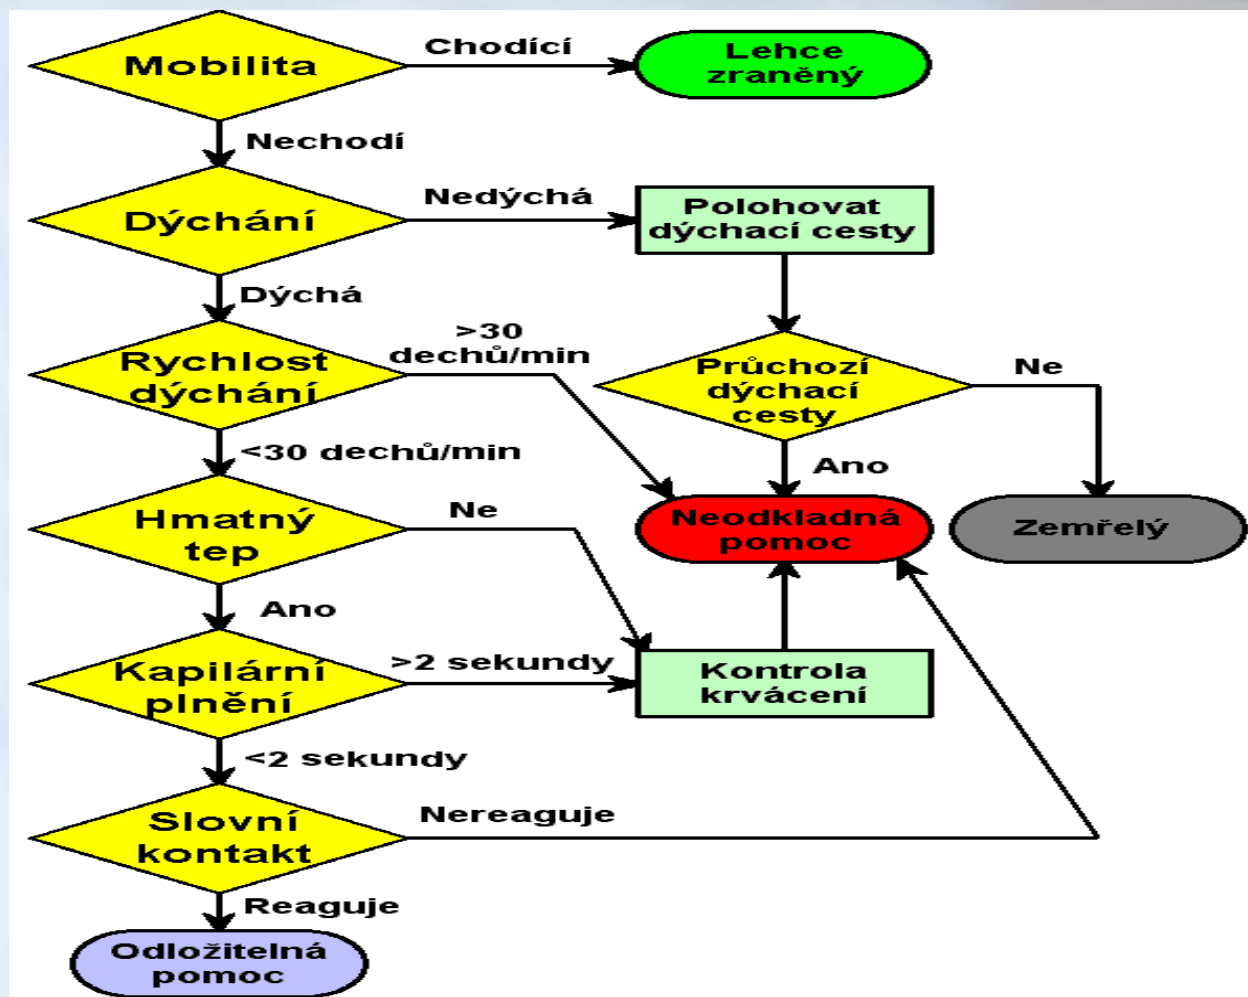 Mobilita
Chodící
Lehce
zraněný
Nechodí
Dýchání
Nedýchá
Polohovat
dýchací cesty
Dýchá
Rychlost
dýchání
>30
dechů/min
Průchozí
dýchací
cesty
Ne
<30 dechů/min
Ano
Hmatný
tep
Ne
Neodkladná
pomoc
Zemřelý
Ano
Kapilární
plnění
>2 sekundy
Kontrola
krvácení
<2 sekundy
Slovní
kontakt
Nereaguje
Reaguje
Odložitelná
pomoc